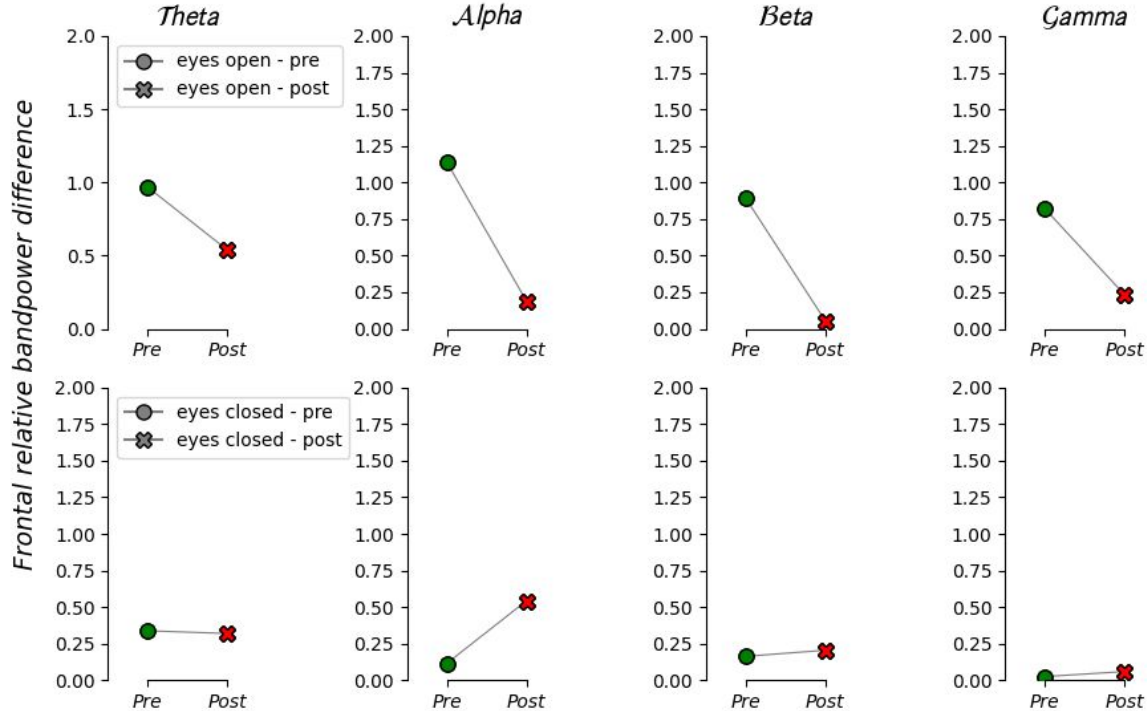 Theta
Alpha
Beta
Gamma
Frontal relative bandpower difference
2.0
1.5
1.0
0.5
0.0
eyes open - pre
eyes open - post
Pre
Post
2.00
1.75
1.50
1.25
1.00
0.75
0.50
0.25
0.00
Pre
Post
2.00
1.75
1.50
1.25
1.00
0.75
0.50
0.25
0.00
Pre
Post
2.00
1.75
1.50
1.25
1.00
0.75
0.50
0.25
0.00
Pre
Post
2.00
1.75
1.50
1.25
1.00
0.75
0.50
0.25
0.00
eyes closed - pre
eyes closed - post
Pre
Post
2.00
1.75
1.50
1.25
1.00
0.75
0.50
0.25
0.00
Pre
Post
2.00
1.75
1.50
1.25
1.00
0.75
0.50
0.25
0.00
Pre
Post
2.00
1.75
1.50
1.25
1.00
0.75
0.50
0.25
0.00
Pre
Post